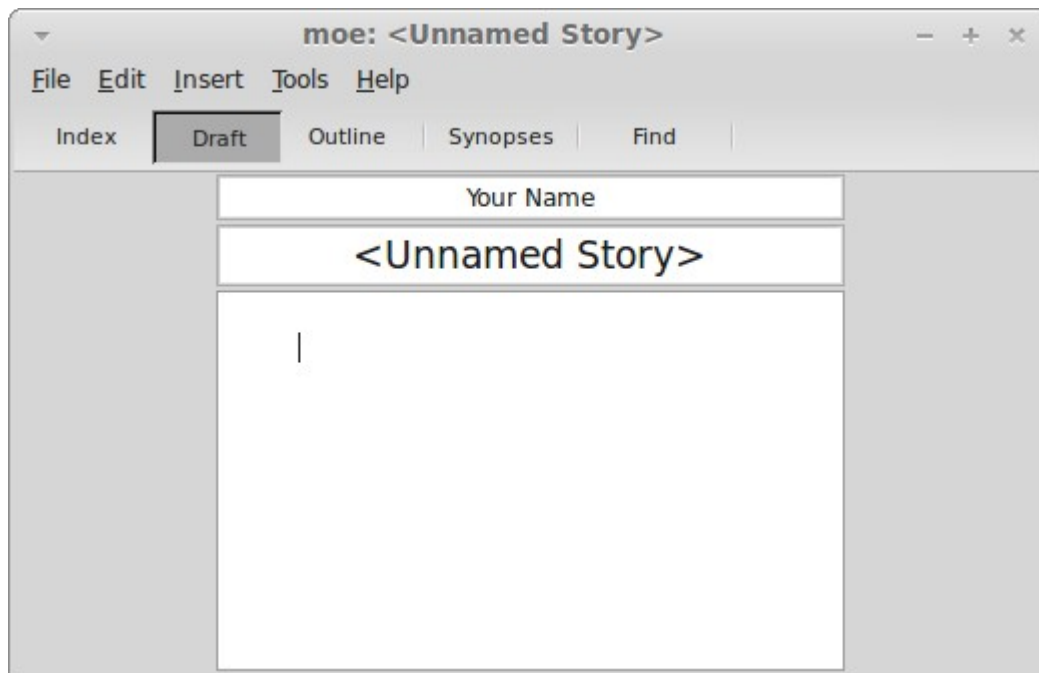 moe: <Unnamed Story>
File Edit Insert Tools Help
Index Draft Outline Synopses Find
Your Name
<Unnamed Story>